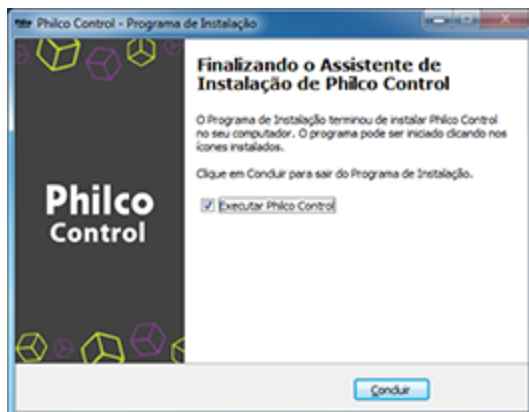 Philco Control - Programa de Instalação
Finalizando o Assistente de
Instalação de Philco Control
O Programa de Instalação terminou de instalar Philco Control
no seu computador. O programa pode ser iniciado clicando nos
ícones instalados.
Clique em Concluir para sair do Programa de Instalação.
Executar Philco Control
Philco
Control
Concluir